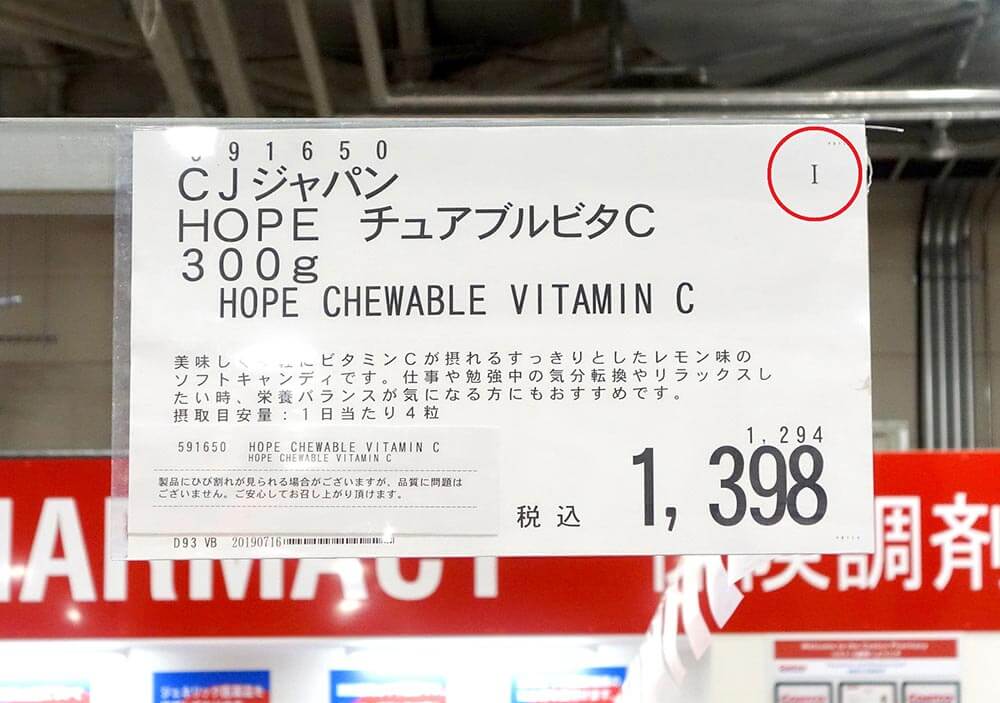 91650
I
CJジャパン
HOPE チュアブルビタC
300g
HOPE CHEWABLE VITAMIN C
美味し ビタミンCが摂れるすっきりとしたレモン味の
ソフトキャンディです。仕事や勉強中の気分転換やリラックスし
たい時、栄養バランスが気になる方にもおすすめです。
摂取目安量:1日当たり4粒
591650 HOPE CHEWABLE VITAMIN C
HOPE CHEWABLE VITAMIN C
製品にひび割れが見られる場合がございますが、品質に問題は
ございません。ご安心してお召し上がり頂けます。
1,294
税込 1,398
D93 VB 20190716
調剤